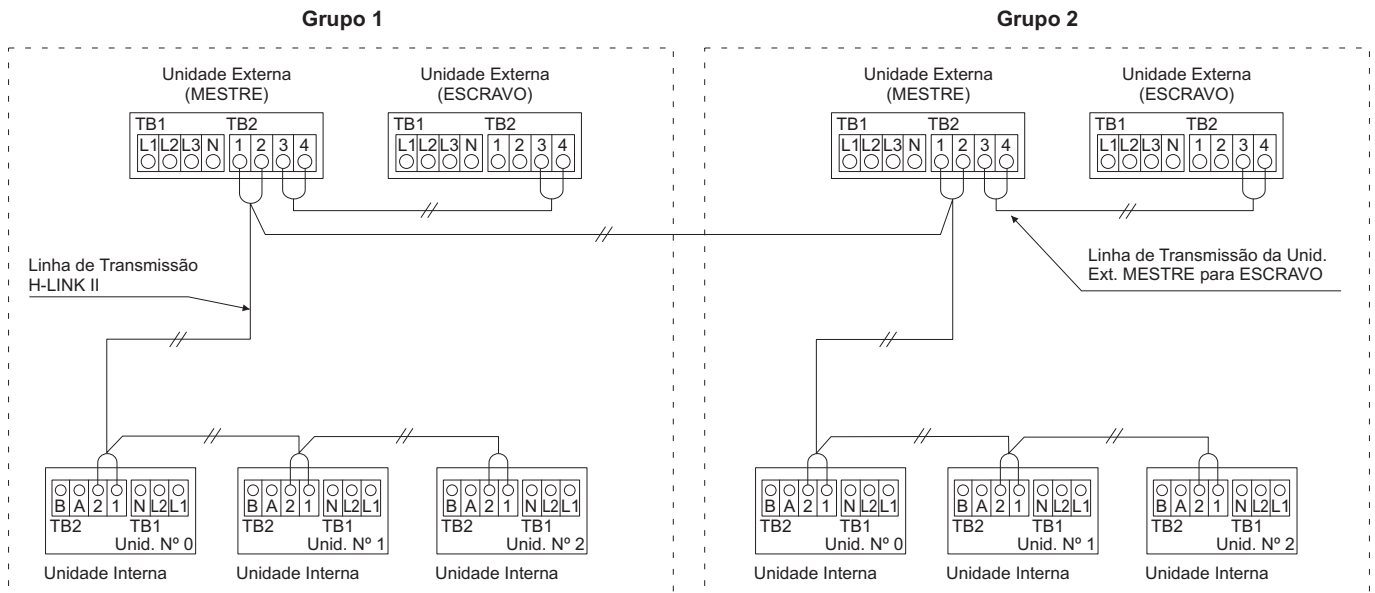 Grupo 1
Grupo 2
Unidade Externa
(MESTRE)
Unidade Externa
(ESCRAVO)
Unidade Externa
(MESTRE)
Unidade Externa
(ESCRAVO)
TB1 TB2
L1 L2 L3 N 1 2 3 4
TB1 TB2
L1 L2 L3 N 1 2 3 4
TB1 TB2
L1 L2 L3 N 1 2 3 4
TB1 TB2
L1 L2 L3 N 1 2 3 4
Linha de Transmissão
H-LINK II
Linha de Transmissão da Unid.
Ext. MESTRE para ESCRAVO
B A 2 1 N L2 L1
TB2 TB1
Unid. Nº 0
Unidade Interna
B A 2 1 N L2 L1
TB2 TB1
Unid. Nº 1
Unidade Interna
B A 2 1 N L2 L1
TB2 TB1
Unid. Nº 2
Unidade Interna
B A 2 1 N L2 L1
TB2 TB1
Unid. Nº 0
Unidade Interna
B A 2 1 N L2 L1
TB2 TB1
Unid. Nº 1
Unidade Interna
B A 2 1 N L2 L1
TB2 TB1
Unid. Nº 2
Unidade Interna